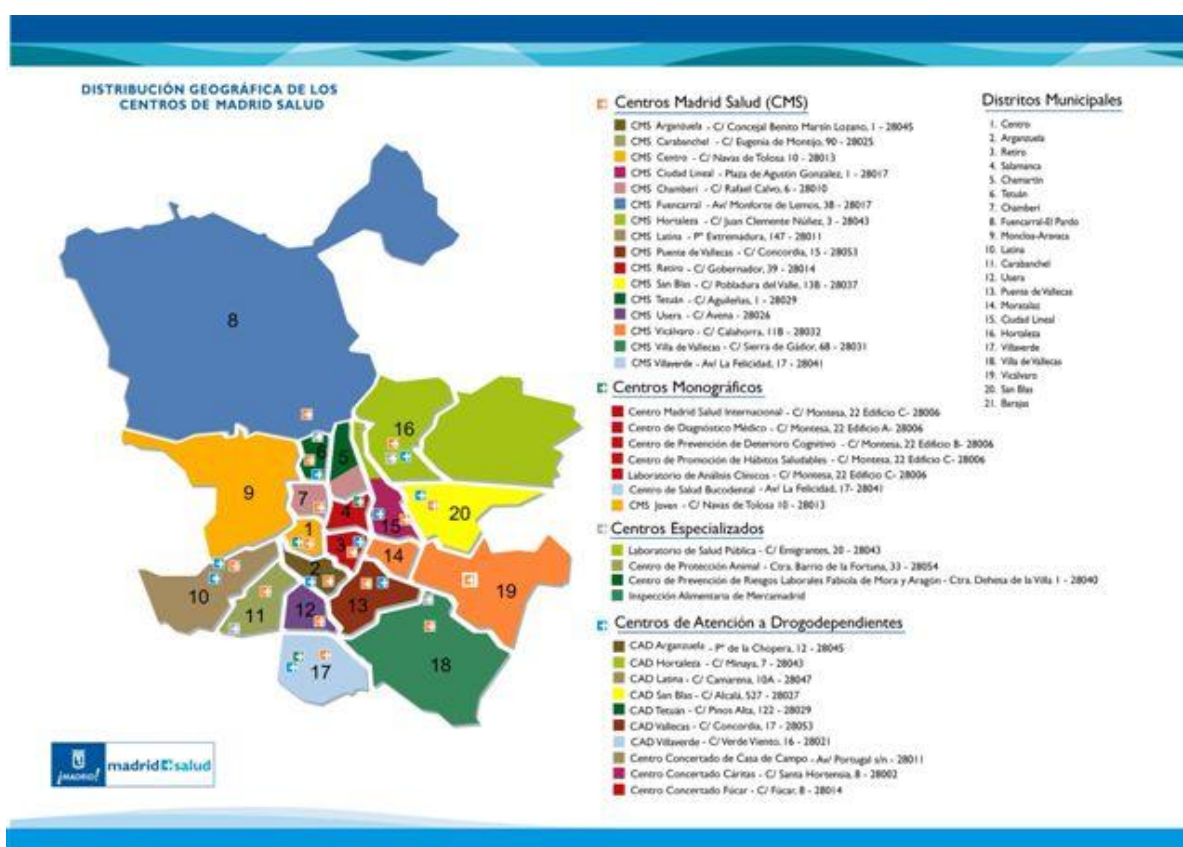 DISTRIBUCIÓN GEOGRÁFICA DE LOS
CENTROS DE MADRID SALUD
8
16
6
5
9
7
4
15
20
1
3
14
2
19
10
11
12
13
17
18
¡MADRID!
madrid salud
Centros Madrid Salud (CMS)
CMS Arganzuela - C/ Concejal Benito Martín Lozano, 1 - 28045
CMS Carabanchel - C/ Eugenia de Montijo, 90 - 28025
CMS Centro - C/ Navas de Tolosa 10 - 28013
CMS Ciudad Lineal - Plaza de Agustín González, 1 - 28017
CMS Chamberí - C/ Rafael Calvo, 6 - 28010
CMS Fuencarral - Av/ Monforte de Lemos, 38 - 28017
CMS Hortaleza - C/ Juan Clemente Núñez, 3 - 28043
CMS Latina - Pº Extremadura, 147 - 28011
CMS Puente de Vallecas - C/ Concordia, 15 - 28053
CMS Retiro - C/ Gobernador, 39 - 28014
CMS San Blas - C/ Pobladura del Valle, 13B - 28037
CMS Tetuán - C/ Aguileñas, 1 - 28029
CMS Usera - C/ Avena - 28026
CMS Vicálvaro - C/ Calahorra, 11B - 28032
CMS Villa de Vallecas - C/ Sierra de Gádor, 68 - 28031
CMS Villaverde - Av/ La Felicidad, 17 - 28041
Centros Monográficos
Centro Madrid Salud Internacional - C/ Montesa, 22 Edificio C- 28006
Centro de Diagnóstico Médico - C/ Montesa, 22 Edificio A- 28006
Centro de Prevención de Deterioro Cognitivo - C/ Montesa, 22 Edificio B- 28006
Centro de Promoción de Hábitos Saludables - C/ Montesa, 22 Edificio C- 28006
Laboratorio de Análisis Clínicos - C/ Montesa, 22 Edificio C- 28006
Centro de Salud Bucodental - Av/ La Felicidad, 17- 28041
CMS Joven - C/ Navas de Tolosa 10 - 28013
Centros Especializados
Laboratorio de Salud Pública - C/ Emigrantes, 20 - 28043
Centro de Protección Animal - Ctra. Barrio de la Fortuna, 33 - 28054
Centro de Prevención de Riesgos Laborales Fabiola de Mora y Aragón - Ctra. Dehesa de la Villa 1 - 28040
Inspección Alimentaria de Mercamadrid
Centros de Atención a Drogodependientes
CAD Arganzuela - Pº de la Chopera, 12 - 28045
CAD Hortaleza - C/ Minaya, 7 - 28043
CAD Latina - C/ Camarena, 10A - 28047
CAD San Blas - C/ Alcalá, 527 - 28027
CAD Tetuán - C/ Pinos Alta, 122 - 28029
CAD Vallecas - C/ Concordia, 17 - 28053
CAD Villaverde - C/ Verde Viento, 16 - 28021
Centro Concertado de Casa de Campo - Av/ Portugal s/n - 28011
Centro Concertado Cáritas - C/ Santa Hortensia, 8 - 28002
Centro Concertado Fúcar - C/ Fúcar, 8 - 28014
Distritos Municipales
1. Centro
2. Arganzuela
3. Retiro
4. Salamanca
5. Chamartín
6. Tetuán
7. Chamberí
8. Fuencarral-El Pardo
9. Moncloa-Aravaca
10. Latina
11. Carabanchel
12. Usera
13. Puente de Vallecas
14. Moratalaz
15. Ciudad Lineal
16. Hortaleza
17. Villaverde
18. Villa de Vallecas
19. Vicálvaro
20. San Blas
21. Barajas